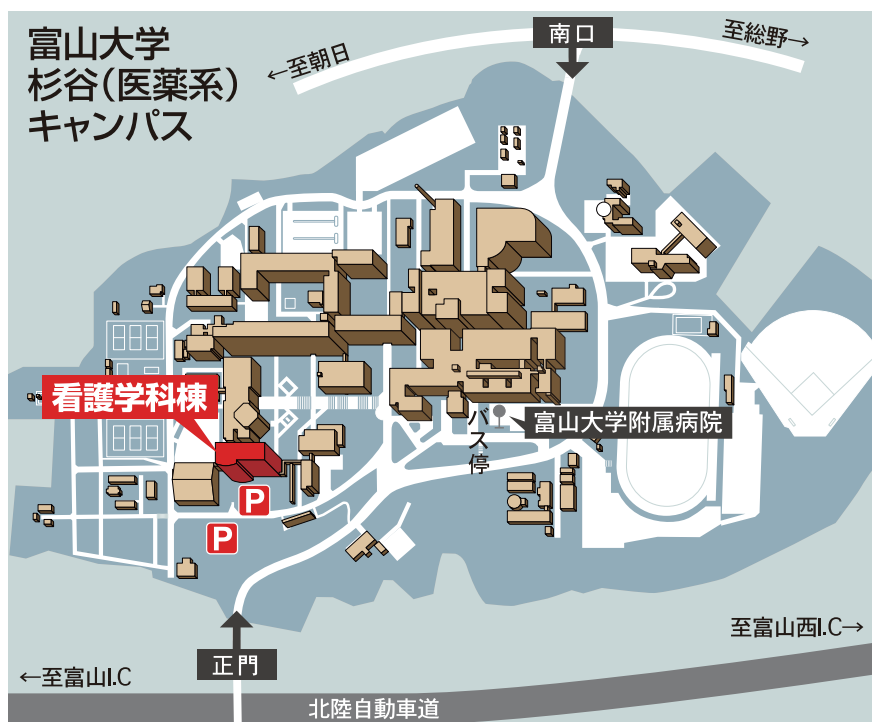 富山大学
杉谷（医薬系）
キャンパス
南口
←至朝日
至総野→
看護学科棟
バス停
富山大学附属病院
P
P
正門
至富山西I.C→
←至富山I.C
北陸自動車道